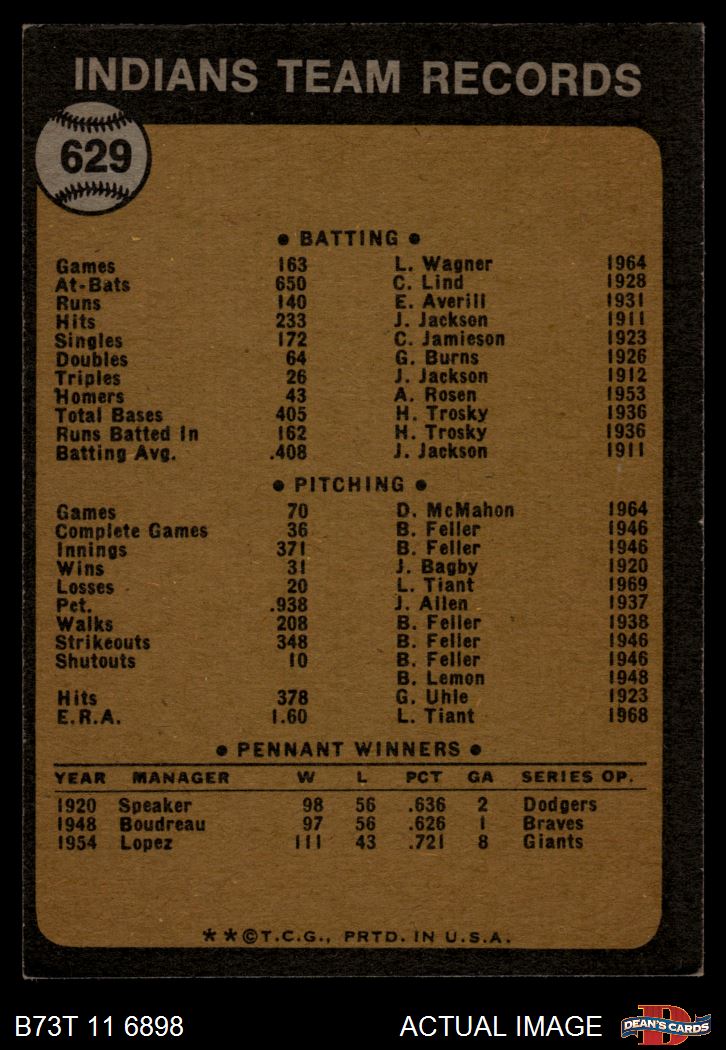 INDIANS TEAM RECORDS
629
• BATTING •
Games 163 L. Wagner 1964
At-Bats 650 C. Lind 1928
Runs 140 E. Averill 1931
Hits 233 J. Jackson 1911
Singles 172 C. Jamieson 1923
Doubles 64 G. Burns 1926
Triples 26 J. Jackson 1912
Homers 43 A. Rosen 1953
Total Bases 405 H. Trosky 1936
Runs Batted In 162 H. Trosky 1936
Batting Avg. .408 J. Jackson 1911
• PITCHING •
Games 70 D. McMahon 1964
Complete Games 36 B. Feller 1946
Innings 371 B. Feller 1946
Wins 31 J. Bagby 1920
Losses 20 L. Tiant 1969
Pct. .938 J. Allen 1937
Walks 208 B. Feller 1938
Strikeouts 348 B. Feller 1946
Shutouts 10 B. Feller 1946
B. Lemon 1948
Hits 378 G. Uhle 1923
E.R.A. 1.60 L. Tiant 1968
• PENNANT WINNERS •
YEAR MANAGER W L PCT GA SERIES OP.
1920 Speaker 98 56 .636 2 Dodgers
1948 Boudreau 97 56 .626 1 Braves
1954 Lopez 111 43 .721 8 Giants
**©T.C.G., PRTD. IN U.S.A.
B73T 11 6898 ACTUAL IMAGE
D
DEAN'S CARDS